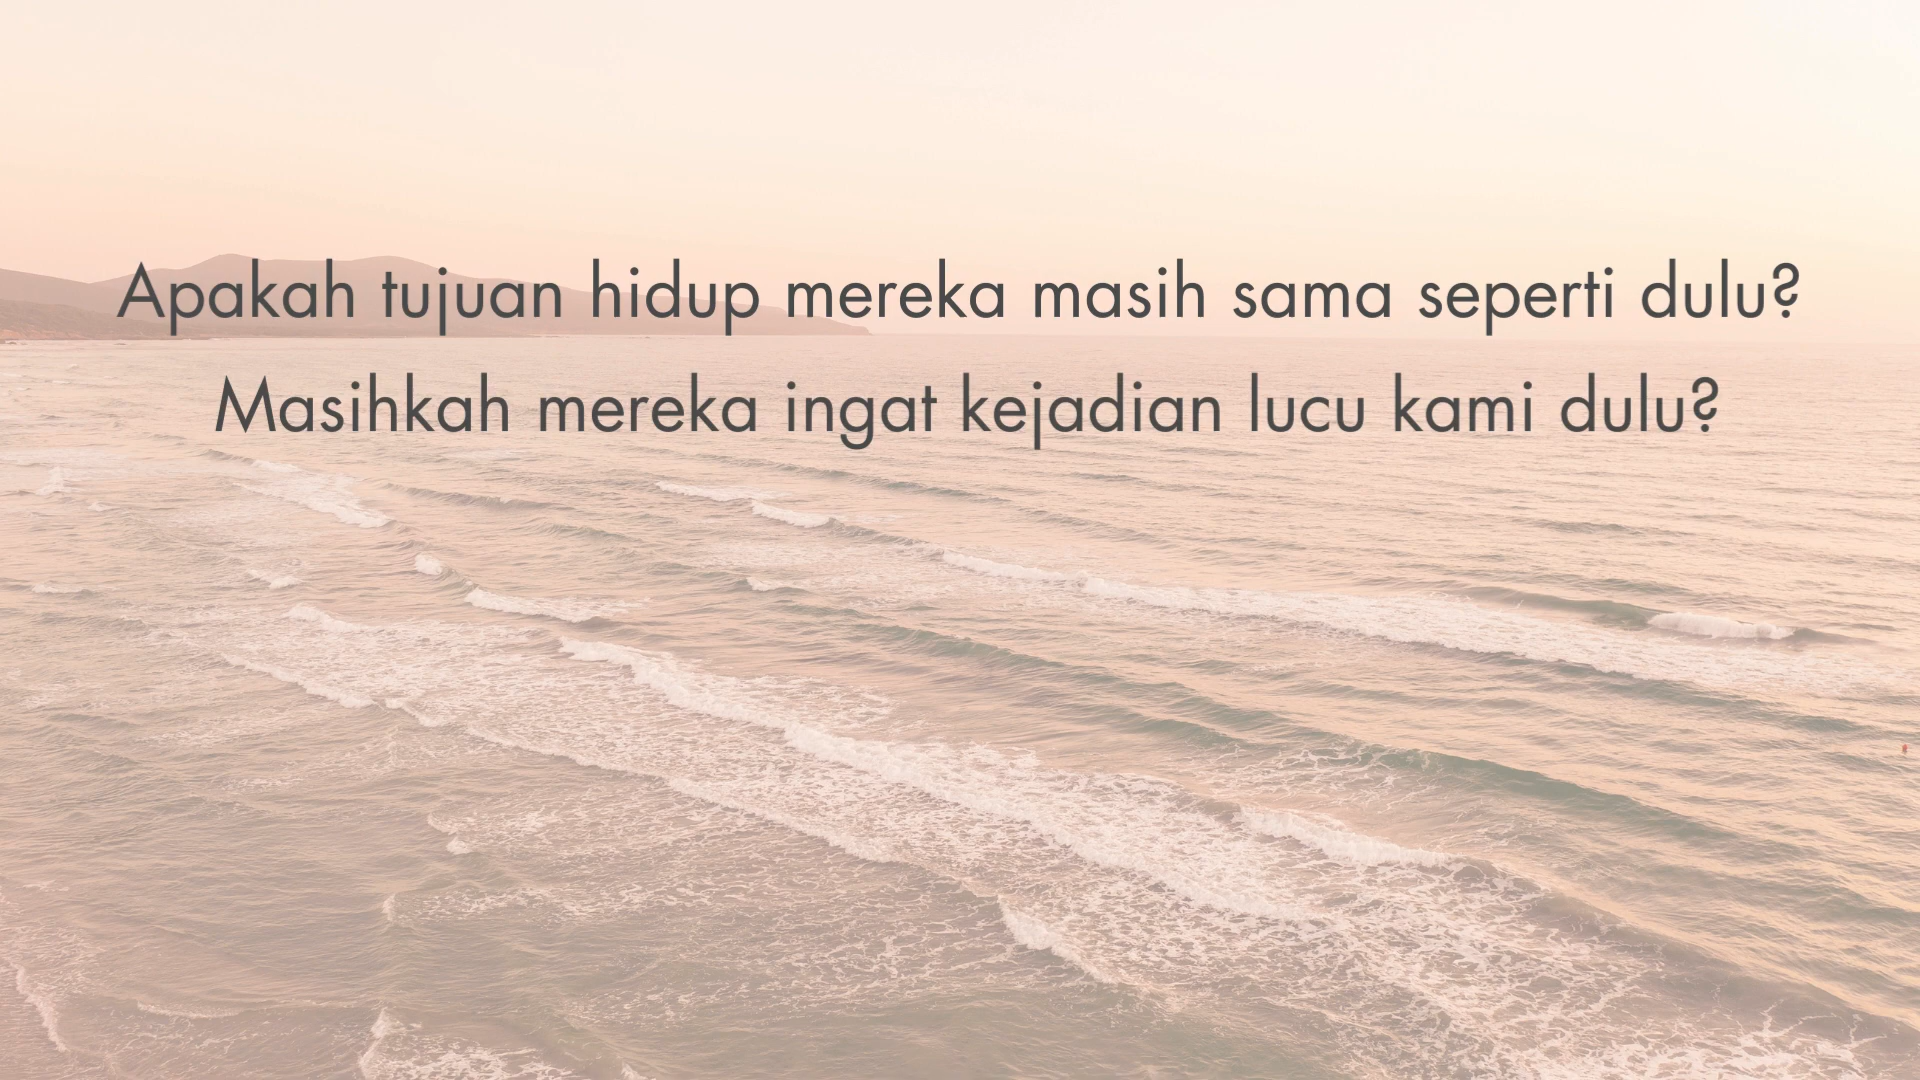 Apakah tujuan hidup mereka masih sama seperti dulu?
Masihkah mereka ingat kejadian lucu kami dulu?